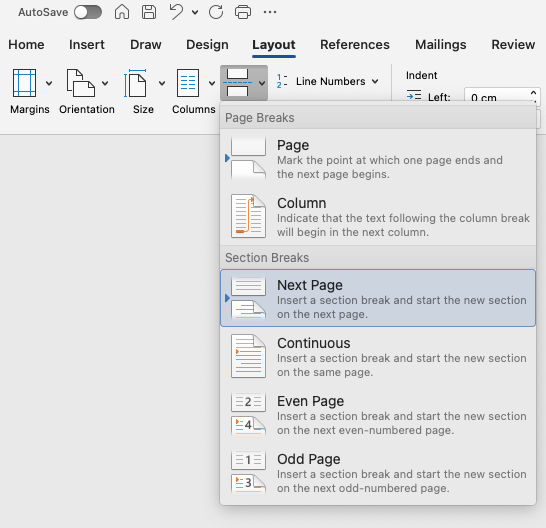 AutoSave
Home Insert Draw Design Layout References Mailings Review
Margins Orientation Size Columns Line Numbers Indent
Left: 0 cm
Page Breaks
Page
Mark the point at which one page ends and
the next page begins.
Column
Indicate that the text following the column break
will begin in the next column.
Section Breaks
Next Page
Insert a section break and start the new section
on the next page.
Continuous
Insert a section break and start the new section
on the same page.
Even Page
Insert a section break and start the new section
on the next even-numbered page.
Odd Page
Insert a section break and start the new section
on the next odd-numbered page.